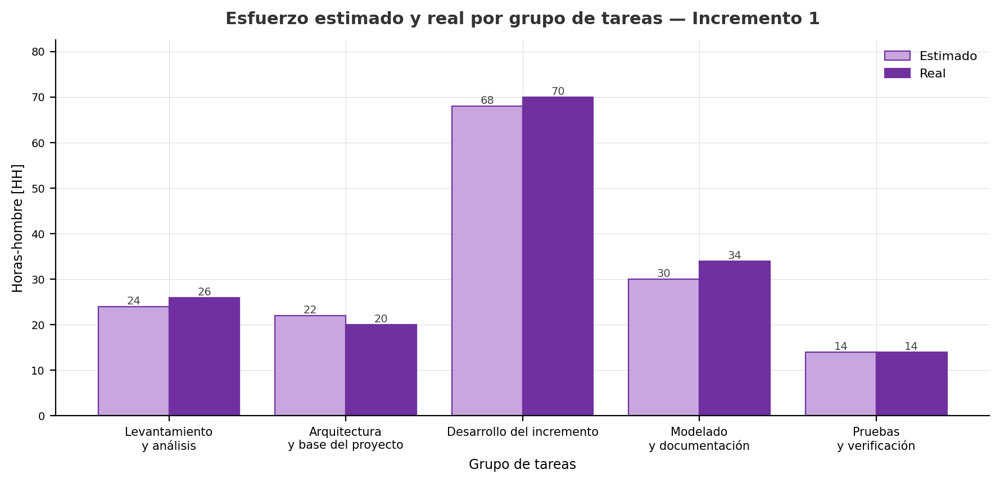 Esfuerzo estimado y real por grupo de tareas — Incremento 1
Estimado
Real
Horas-hombre [HH]
80
70
60
50
40
30
20
10
0
24
26
22
20
68
70
30
34
14
14
Levantamiento
y análisis
Arquitectura
y base del proyecto
Desarrollo del incremento
Modelado
y documentación
Pruebas
y verificación
Grupo de tareas